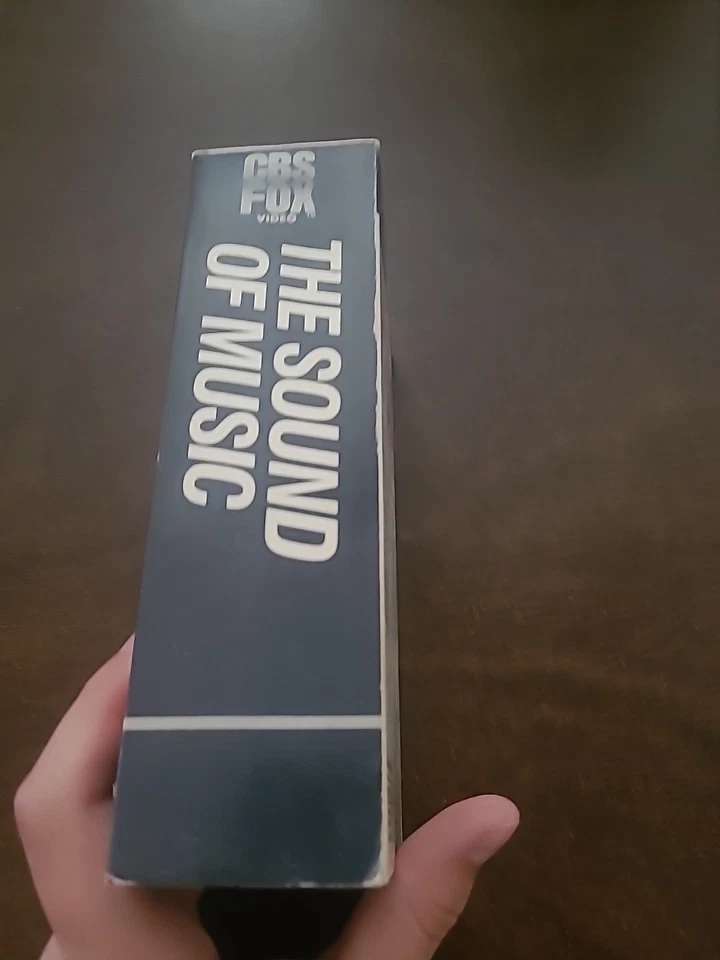 CBS
FOX
VIDEO
THE SOUND
OF MUSIC